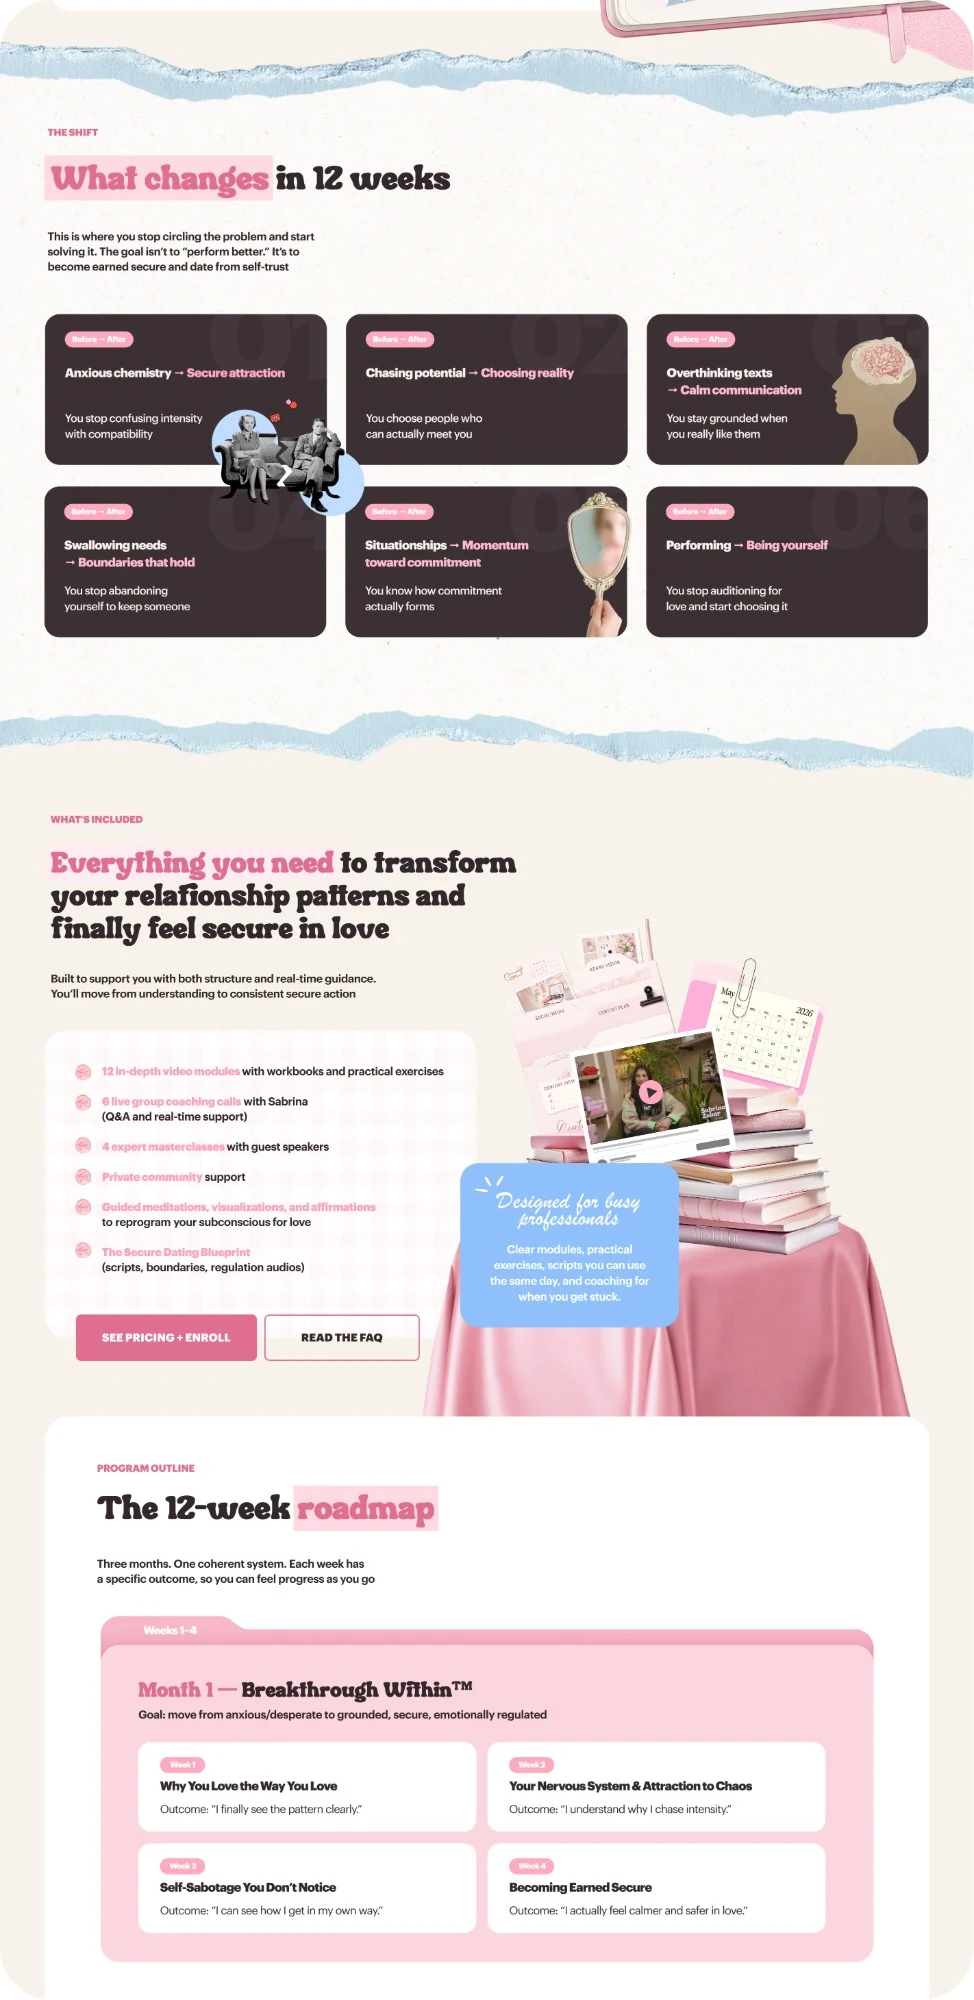 THE SHIFT
What changes in 12 weeks
This is where you stop circling the problem and start
solving it. The goal isn't to "perform better." It's to
become earned secure and date from self-trust
01
Before → After
Anxious chemistry → Secure attraction
You stop confusing intensity
with compatibility
02
Before → After
Chasing potential → Choosing reality
You choose people who
can actually meet you
03
Before → After
Overthinking texts
→ Calm communication
You stay grounded when
you really like them
04
Before → After
Swallowing needs
→ Boundaries that hold
You stop abandoning
yourself to keep someone
Before → After
Situationships → Momentum
toward commitment
You know how commitment
actually forms
06
Before → After
Performing → Being yourself
You stop auditioning for
love and start choosing it
WHAT'S INCLUDED
Everything you need to transform
your relationship patterns and
finally feel secure in love
Built to support you with both structure and real-time guidance.
You'll move from understanding to consistent secure action
12 in-depth video modules with workbooks and practical exercises
6 live group coaching calls with Sabrina
(Q&A and real-time support)
4 expert masterclasses with guest speakers
Private community support
Guided meditations, visualizations, and affirmations
to reprogram your subconscious for love
The Secure Dating Blueprint
(scripts, boundaries, regulation audios)
SEE PRICING + ENROLL
READ THE FAQ
BRAND VISION
SOCIAL MEDIA
CONTENT PLAN
May
2026
Sabrina
Zohar
Designed for busy
professionals
Clear modules, practical
exercises, scripts you can use
the same day, and coaching for
when you get stuck.
PROGRAM OUTLINE
The 12-week roadmap
Three months. One coherent system. Each week has
a specific outcome, so you can feel progress as you go
Weeks 1–4
Month 1 — Breakthrough Within™
Goal: move from anxious/desperate to grounded, secure, emotionally regulated
Week 1
Why You Love the Way You Love
Outcome: "I finally see the pattern clearly."
Week 2
Your Nervous System & Attraction to Chaos
Outcome: "I understand why I chase intensity."
Week 3
Self-Sabotage You Don't Notice
Outcome: "I can see how I get in my own way."
Week 4
Becoming Earned Secure
Outcome: "I actually feel calmer and safer in love."